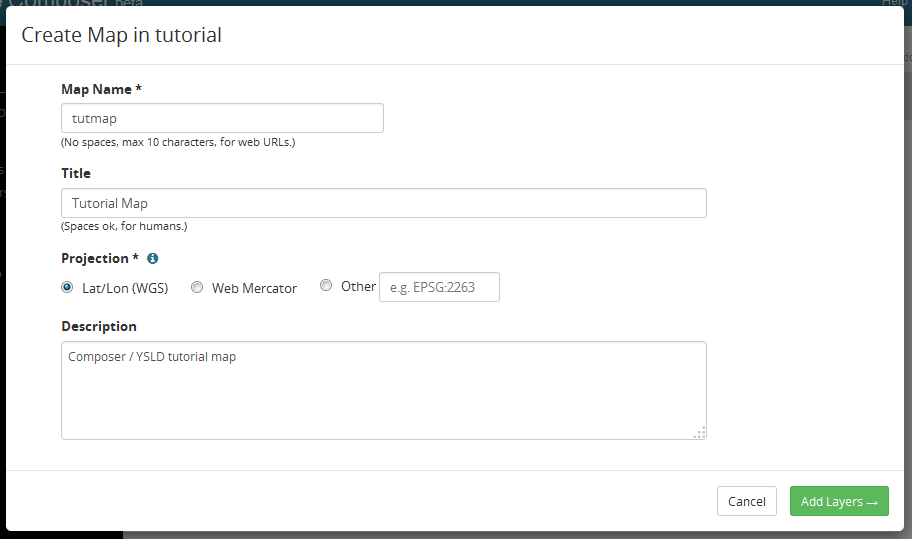 Composer beta
Help
Create Map in tutorial
Map Name *
tutmap
(No spaces, max 10 characters, for web URLs.)
Title
Tutorial Map
(Spaces ok, for humans.)
Projection *
Lat/Lon (WGS) Web Mercator Other e.g. EPSG:2263
Description
Composer / YSLD tutorial map
Cancel Add Layers →